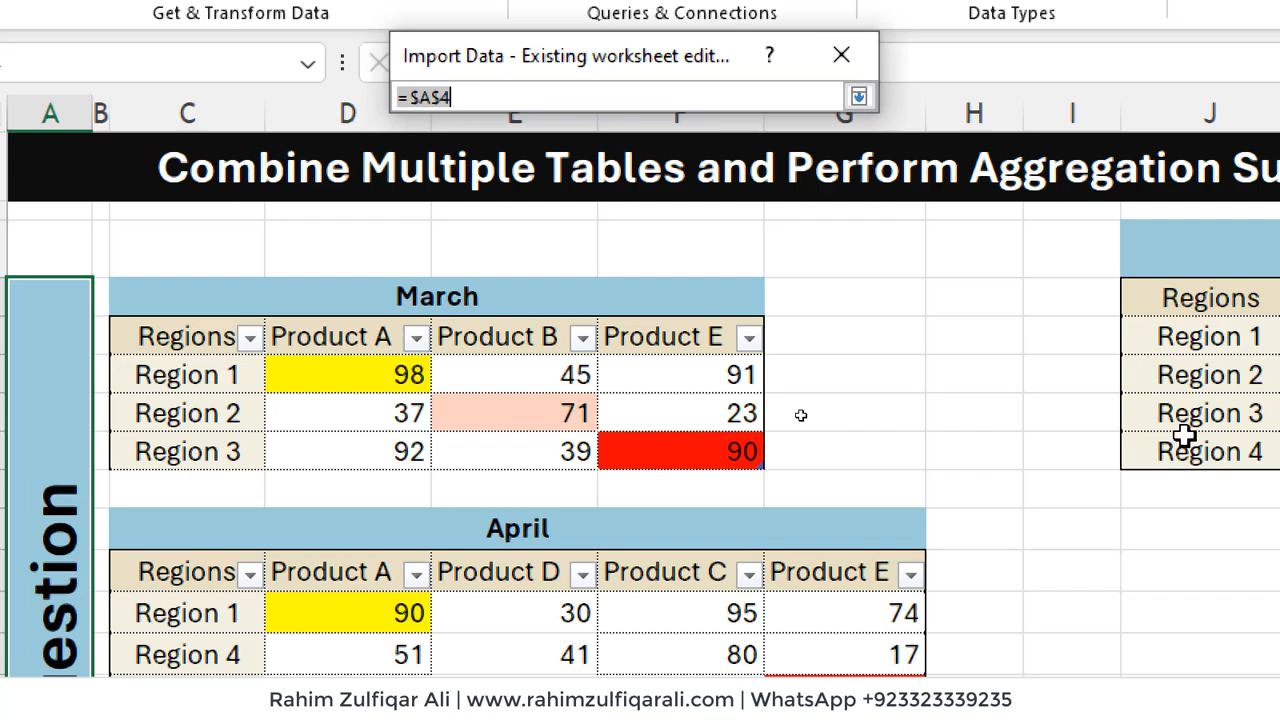 Get & Transform Data Queries & Connections Data Types
Import Data - Existing worksheet edit... ?
=$A$4
A B C D E F G H I J
Combine Multiple Tables and Perform Aggregation Su
March
Regions Product A Product B Product E Regions
Region 1 98 45 91 Region 1
Region 2 37 71 23 Region 2
Region 3 92 39 90 Region 3
Region 4
April
Regions Product A Product D Product C Product E
Region 1 90 30 95 74
Region 4 51 41 80 17
estion
Rahim Zulfiqar Ali | www.rahimzulfiqarali.com | WhatsApp +923323339235